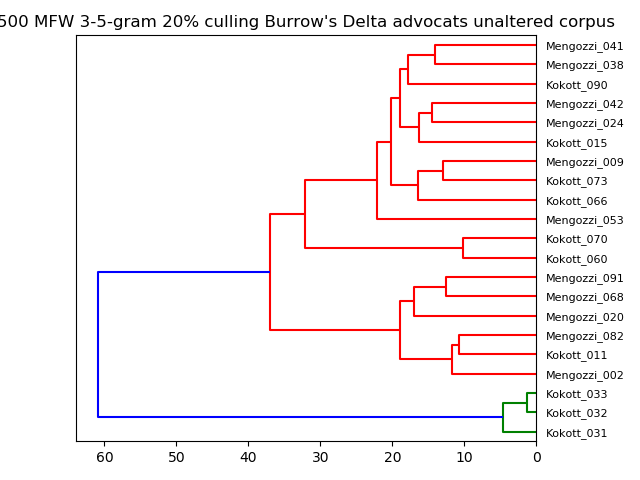 500 MFW 3-5-gram 20% culling Burrow's Delta advocats unaltered corpus
Mengozzi_041
Mengozzi_038
Kokott_090
Mengozzi_042
Mengozzi_024
Kokott_015
Mengozzi_009
Kokott_073
Kokott_066
Mengozzi_053
Kokott_070
Kokott_060
Mengozzi_091
Mengozzi_068
Mengozzi_020
Mengozzi_082
Kokott_011
Mengozzi_002
Kokott_033
Kokott_032
Kokott_031
60 50 40 30 20 10 0